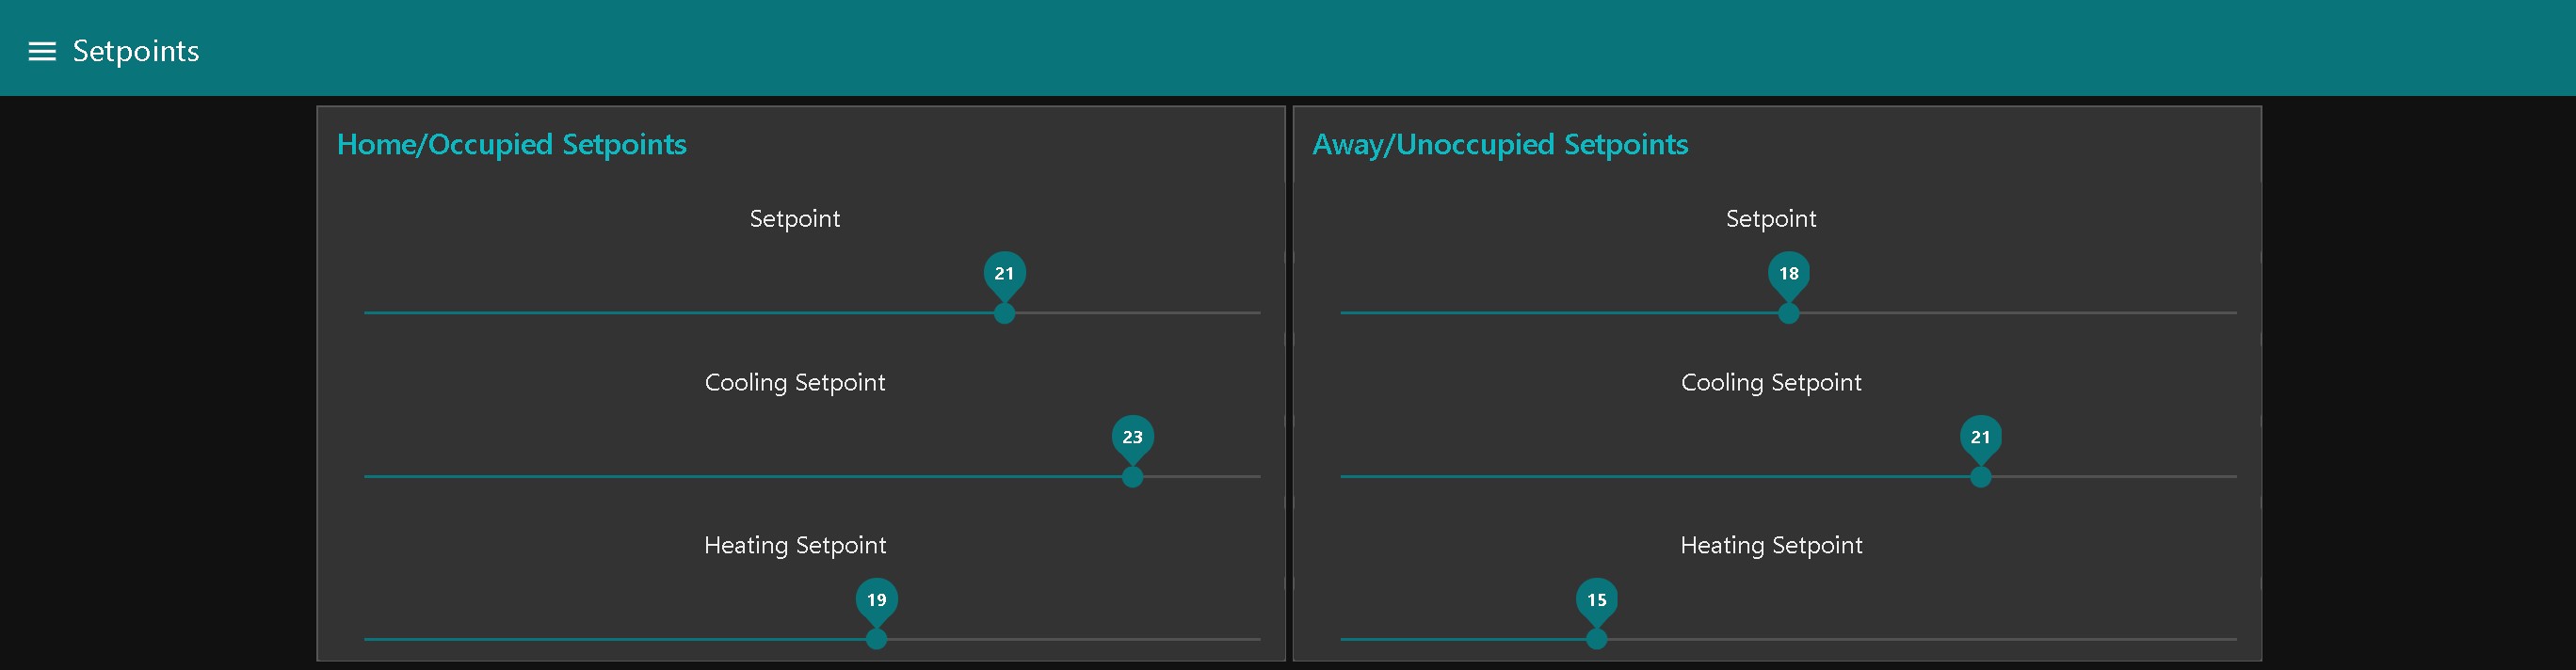 Setpoints
Home/Occupied Setpoints
Setpoint
21
Cooling Setpoint
23
Heating Setpoint
19
Away/Unoccupied Setpoints
Setpoint
18
Cooling Setpoint
21
Heating Setpoint
15